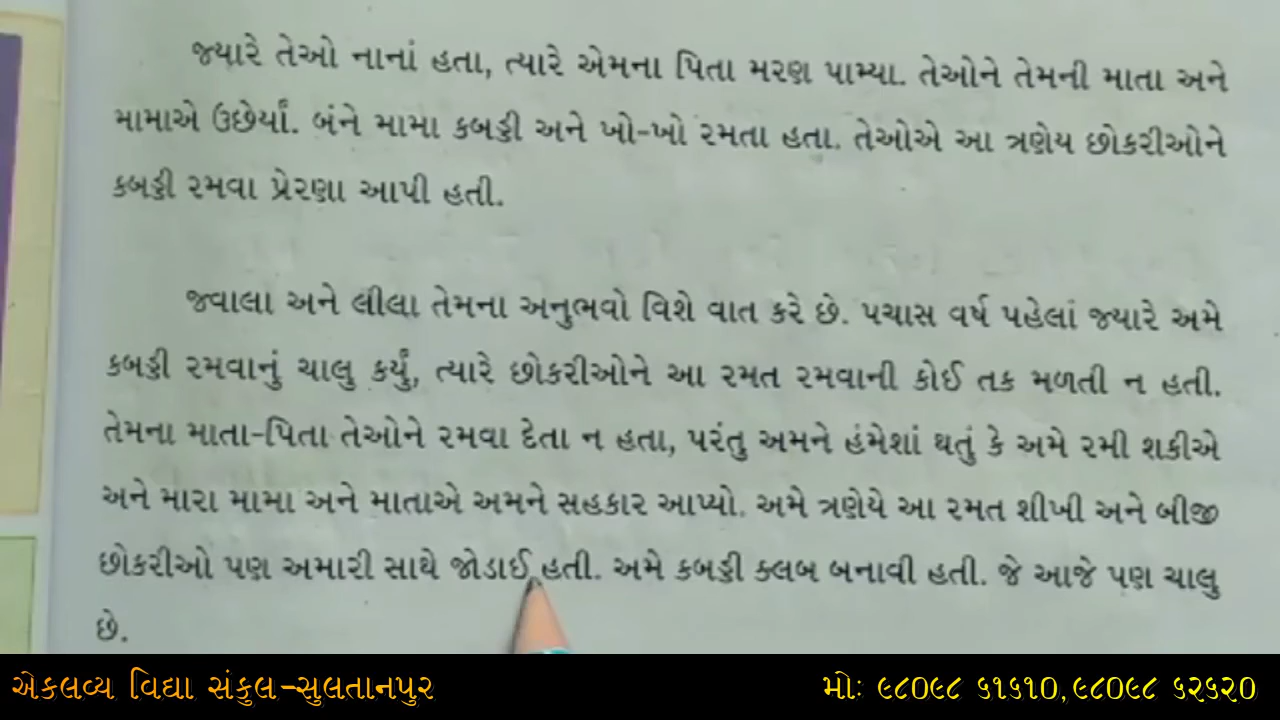 જ્યારે તેઓ નાનાં હતા, ત્યારે એમના પિતા મરણ પામ્યા. તેઓને તેમની માતા અને
મામાએ ઉછેર્યાં. બંને મામા કબડ્ડી અને ખો-ખો રમતા હતા. તેઓએ આ ત્રણેય છોકરીઓને
કબડ્ડી રમવા પ્રેરણા આપી હતી.
જ્વાલા અને લીલા તેમના અનુભવો વિશે વાત કરે છે. પચાસ વર્ષ પહેલાં જ્યારે અમે
કબડ્ડી રમવાનું ચાલુ કર્યું, ત્યારે છોકરીઓને આ રમત રમવાની કોઈ તક મળતી ન હતી.
તેમના માતા-પિતા તેઓને રમવા દેતા ન હતા, પરંતુ અમને હંમેશાં થતું કે અમે રમી શકીએ
અને મારા મામા અને માતાએ અમને સહકાર આપ્યો. અમે ત્રણેયે આ રમત શીખી અને બીજી
છોકરીઓ પણ અમારી સાથે જોડાઈ હતી. અમે કબડ્ડી ક્લબ બનાવી હતી. જે આજે પણ ચાલુ
છે.
એકલવ્ય વિદ્યા સંકુલ-સુલતાનપુર
મોઃ ૯૮૦૯૮ ૬૧૬૧૦,૯૮૦૯૮ ૬૨૬૨૦